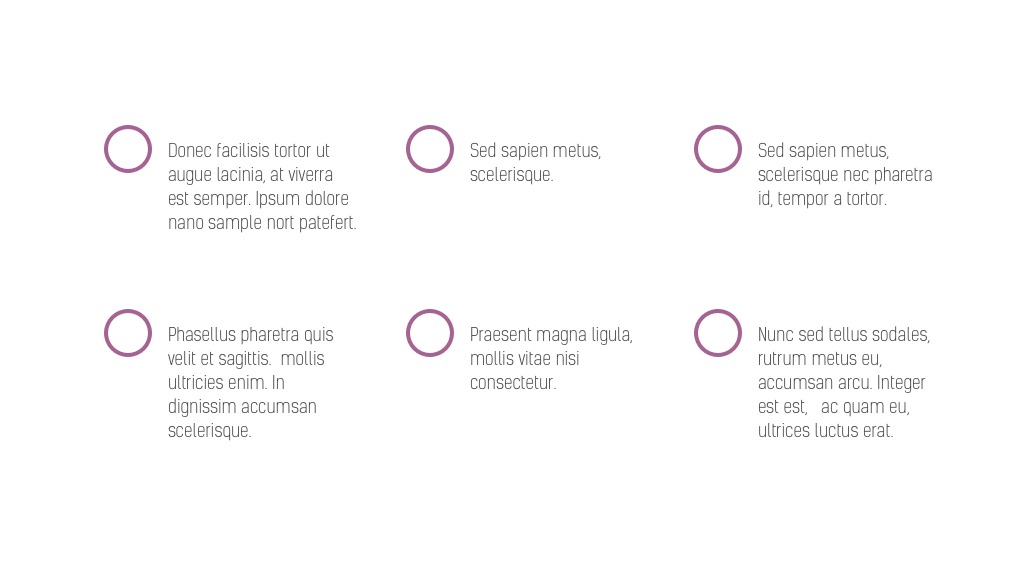 Donec facilisis tortor ut
augue lacinia, at viverra
est semper. Ipsum dolore
nano sample nort patefert.
Sed sapien metus,
scelerisque.
Sed sapien metus,
scelerisque nec pharetra
id, tempor a tortor.
Phasellus pharetra quis
velit et sagittis.  mollis
ultricies enim. In
dignissim accumsan
scelerisque.
Praesent magna ligula,
mollis vitae nisi
consectetur.
Nunc sed tellus sodales,
rutrum metus eu,
accumsan arcu. Integer
est est,   ac quam eu,
ultrices luctus erat.